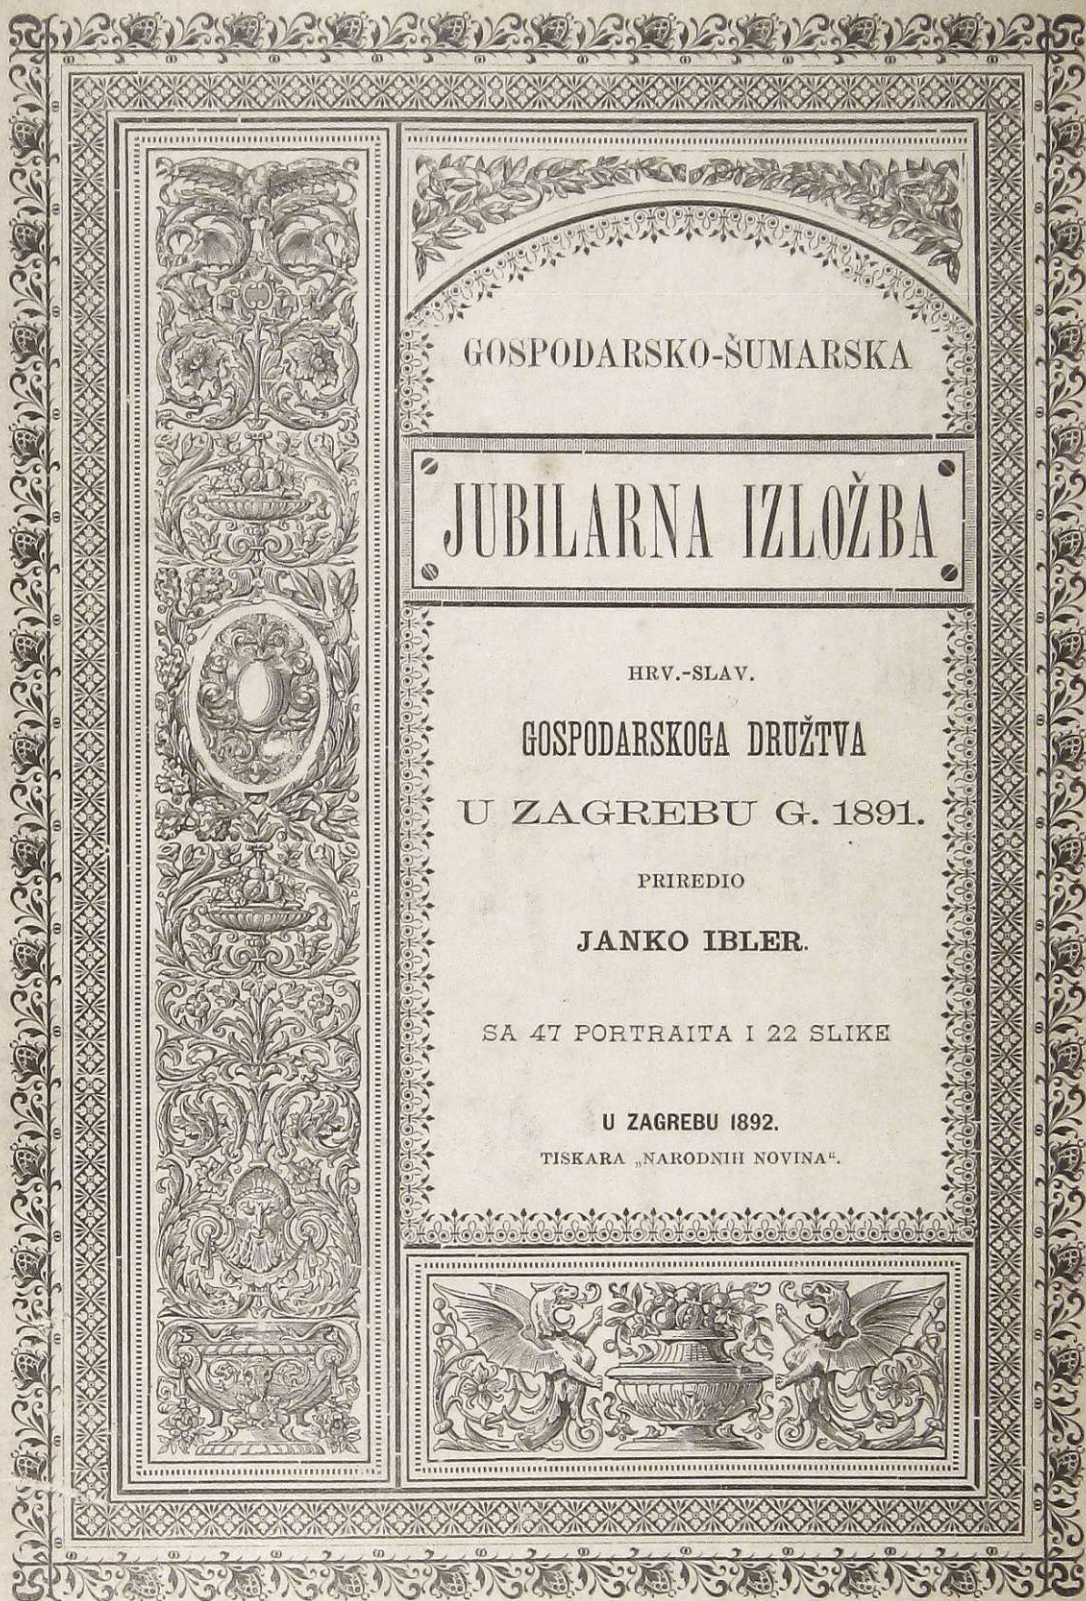 GOSPODARSKO-ŠUMARSKA
JUBILARNA IZLOŽBA
HRV.-SLAV.
GOSPODARSKOGA DRUŽTVA
U ZAGREBU G. 1891.
PRIREDIO
JANKO IBLER.
SA 47 PORTRAITA I 22 SLIKE
U ZAGREBU 1892.
TISKARA „NARODNIH NOVINA“.